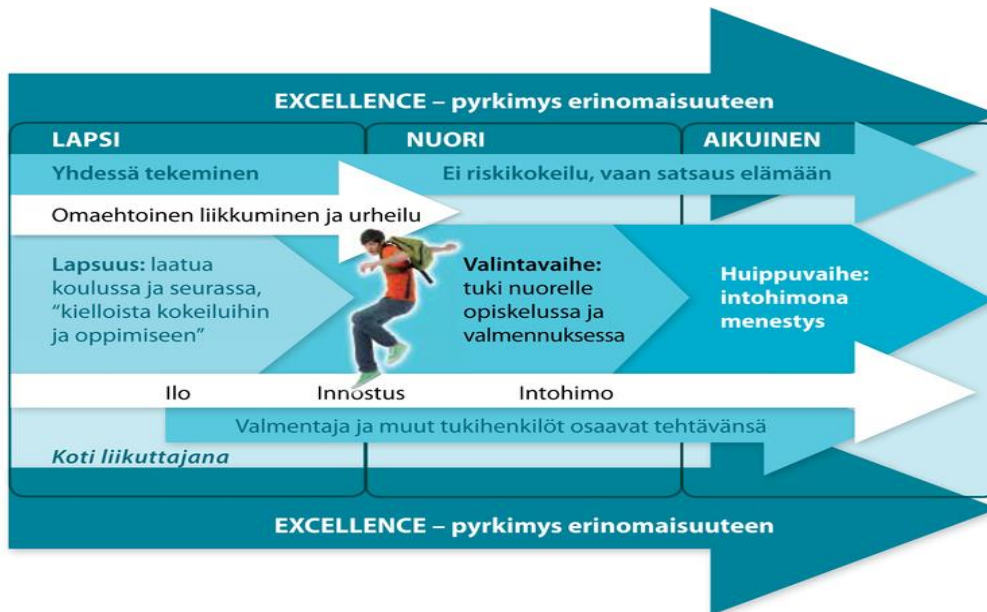 EXCELLENCE – pyrkimys erinomaisuuteen
LAPSI
NUORI
AIKUINEN
Yhdessä tekeminen
Ei riskikokeilu, vaan satsaus elämään
Omaehtoinen liikkuminen ja urheilu
Lapsuus: laatua
koulussa ja seurassa,
“kielloista kokeiluihin
ja oppimiseen”
Valintavaihe:
tuki nuorelle
opiskelussa ja
valmennuksessa
Huippuvaihe:
intohimona
menestys
Ilo
Innostus
Intohimo
Valmentaja ja muut tukihenkilöt osaavat tehtävänsä
Koti liikuttajana
EXCELLENCE – pyrkimys erinomaisuuteen